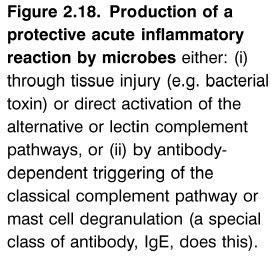 Figure 2.18. Production of a
protective acute inflammatory
reaction by microbes either: (i)
through tissue injury (e.g. bacterial
toxin) or direct activation of the
alternative or lectin complement
pathways, or (ii) by antibody-
dependent triggering of the
classical complement pathway or
mast cell degranulation (a special
class of antibody, IgE, does this).